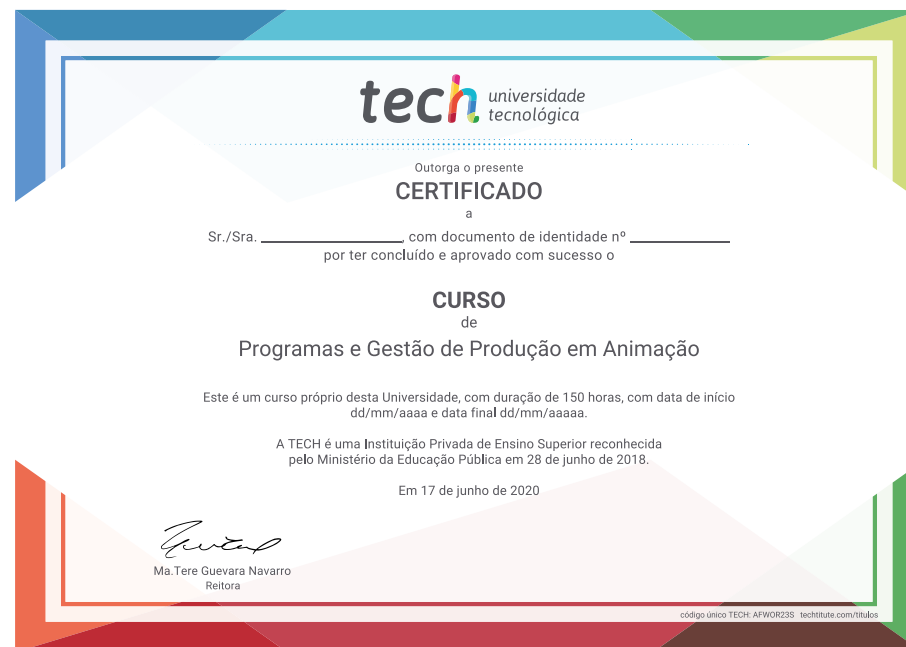 tech universidade
tecnológica
Outorga o presente
CERTIFICADO
a
Sr./Sra. ____________, com documento de identidade nº ____________
por ter concluído e aprovado com sucesso o
CURSO
de
Programas e Gestão de Produção em Animação
Este é um curso próprio desta Universidade, com duração de 150 horas, com data de início
dd/mm/aaaa e data final dd/mm/aaaaa.
A TECH é uma Instituição Privada de Ensino Superior reconhecida
pelo Ministério da Educação Pública em 28 de junho de 2018.
Em 17 de junho de 2020
Ma.Tere Guevara Navarro
Reitora
código único TECH: AFWOR23S techtitute.com/titulos